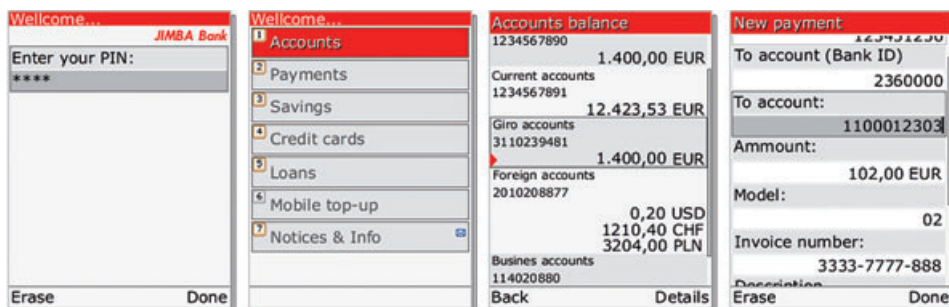 Wellcome...
JIMBA Bank
Enter your PIN:
****
Erase Done
Wellcome...
1 Accounts
2 Payments
3 Savings
4 Credit cards
5 Loans
6 Mobile top-up
7 Notices & Info
Accounts balance
1234567890
1.400,00 EUR
Current accounts
1234567891
12.423,53 EUR
Giro accounts
3110239481
1.400,00 EUR
Foreign accounts
2010208877
0,20 USD
1210,40 CHF
3204,00 PLN
Busines accounts
114020880
Back Details
New payment
To account (Bank ID)
2360000
To account:
1100012303
Ammount:
102,00 EUR
Model:
02
Invoice number:
3333-7777-888
Description
Erase Done